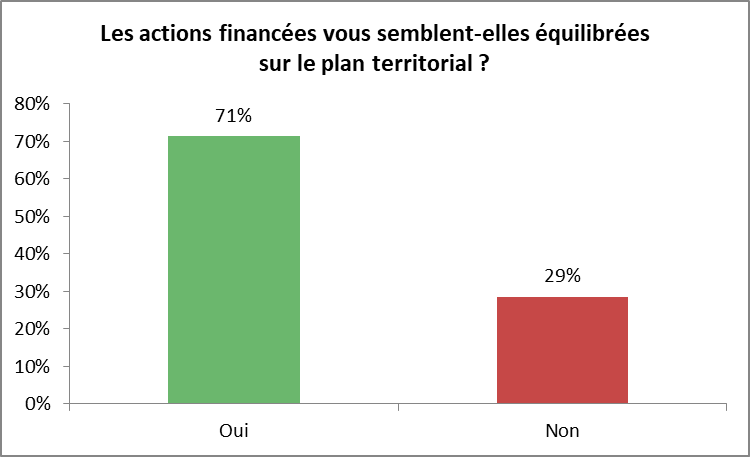 Les actions financées vous semblent-elles équilibrées
sur le plan territorial ?
80%
70%
60%
50%
40%
30%
20%
10%
0%
71%
29%
Oui
Non